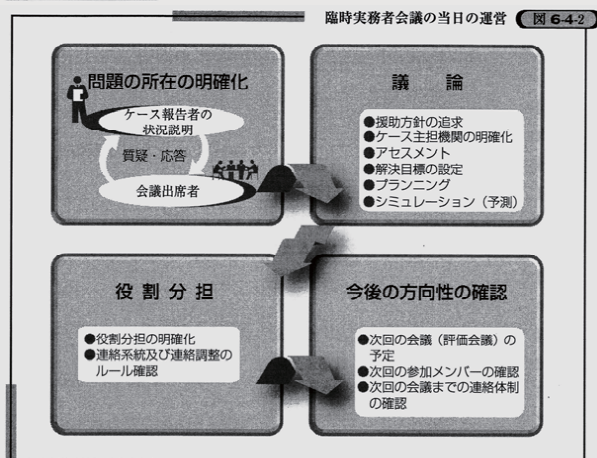 臨時実務者会議の当日の運営 図 6-4-2
問題の所在の明確化
ケース報告者の
状況説明
質疑・応答
会議出席者
議 論
●援助方針の追求
●ケース主担機関の明確化
●アセスメント
●解決目標の設定
●プランニング
●シミュレーション（予測）
役 割 分 担
●役割分担の明確化
●連絡系統及び連絡調整の
ルール確認
今後の方向性の確認
●次回の会議（評価会議）の
予定
●次回の参加メンバーの確認
●次回の会議までの連絡体制
の確認